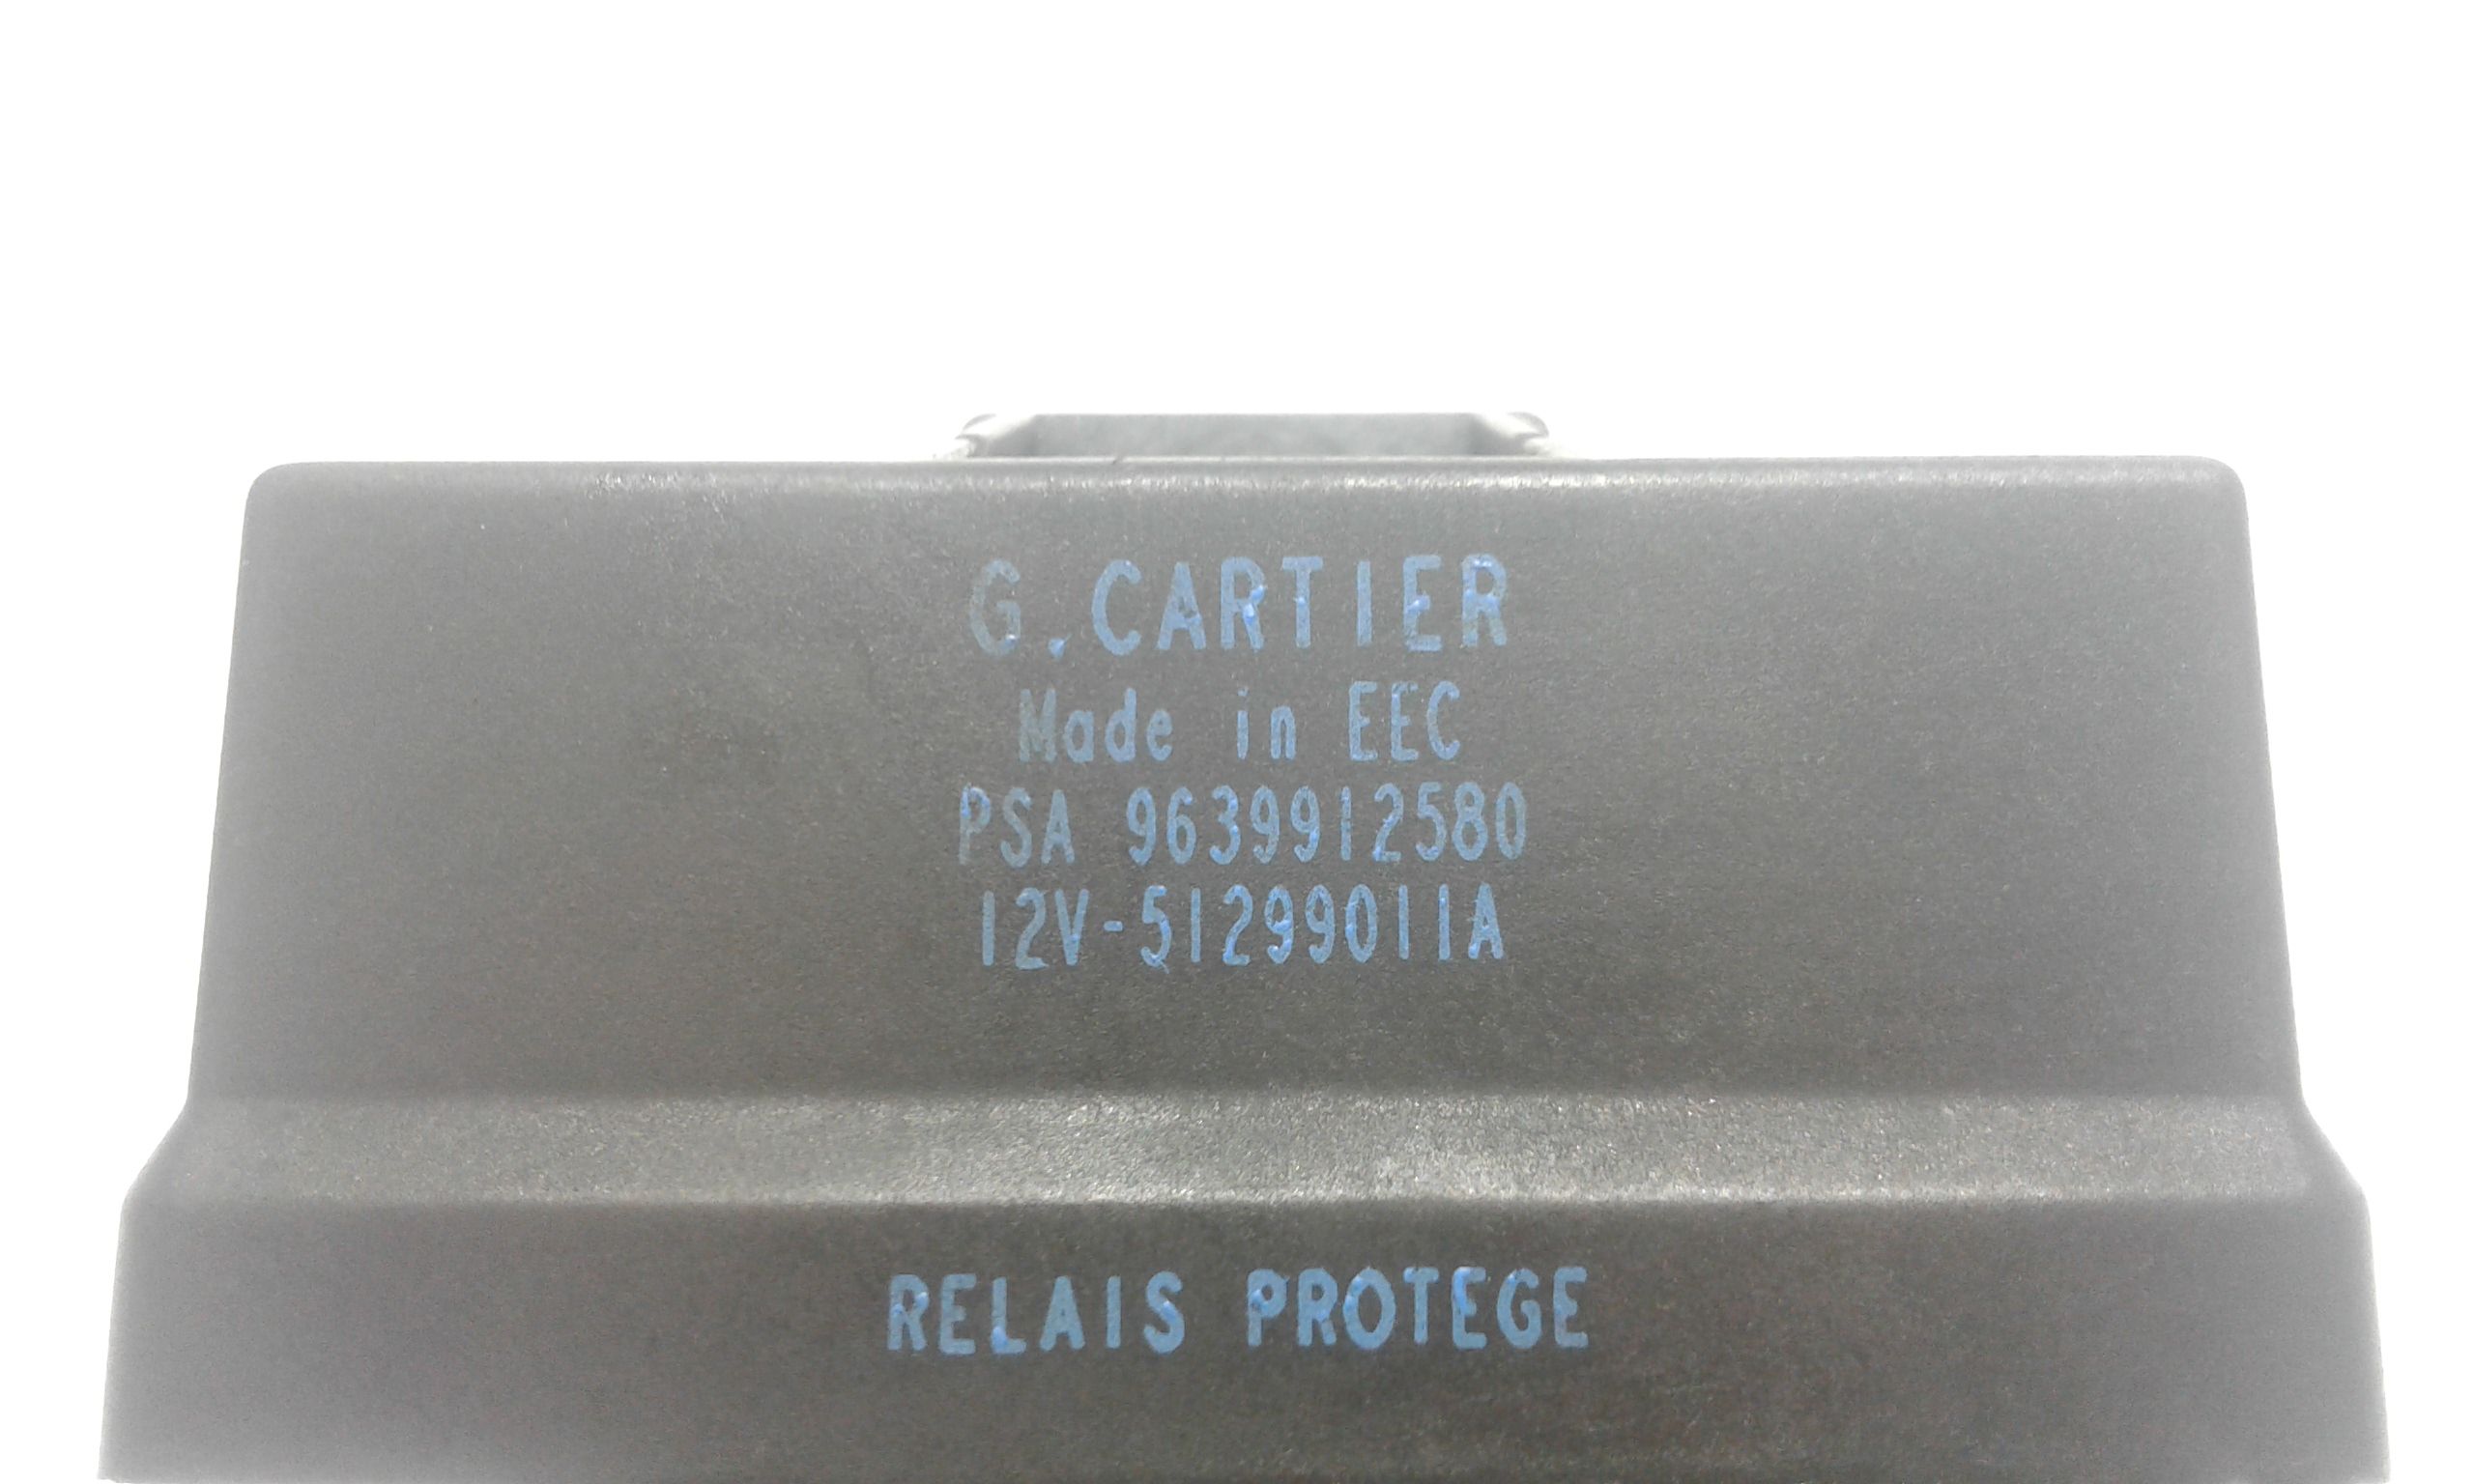 G.CARTIER
Made in EEC
PSA 9639912580
12V-51299011A
RELAIS PROTEGE